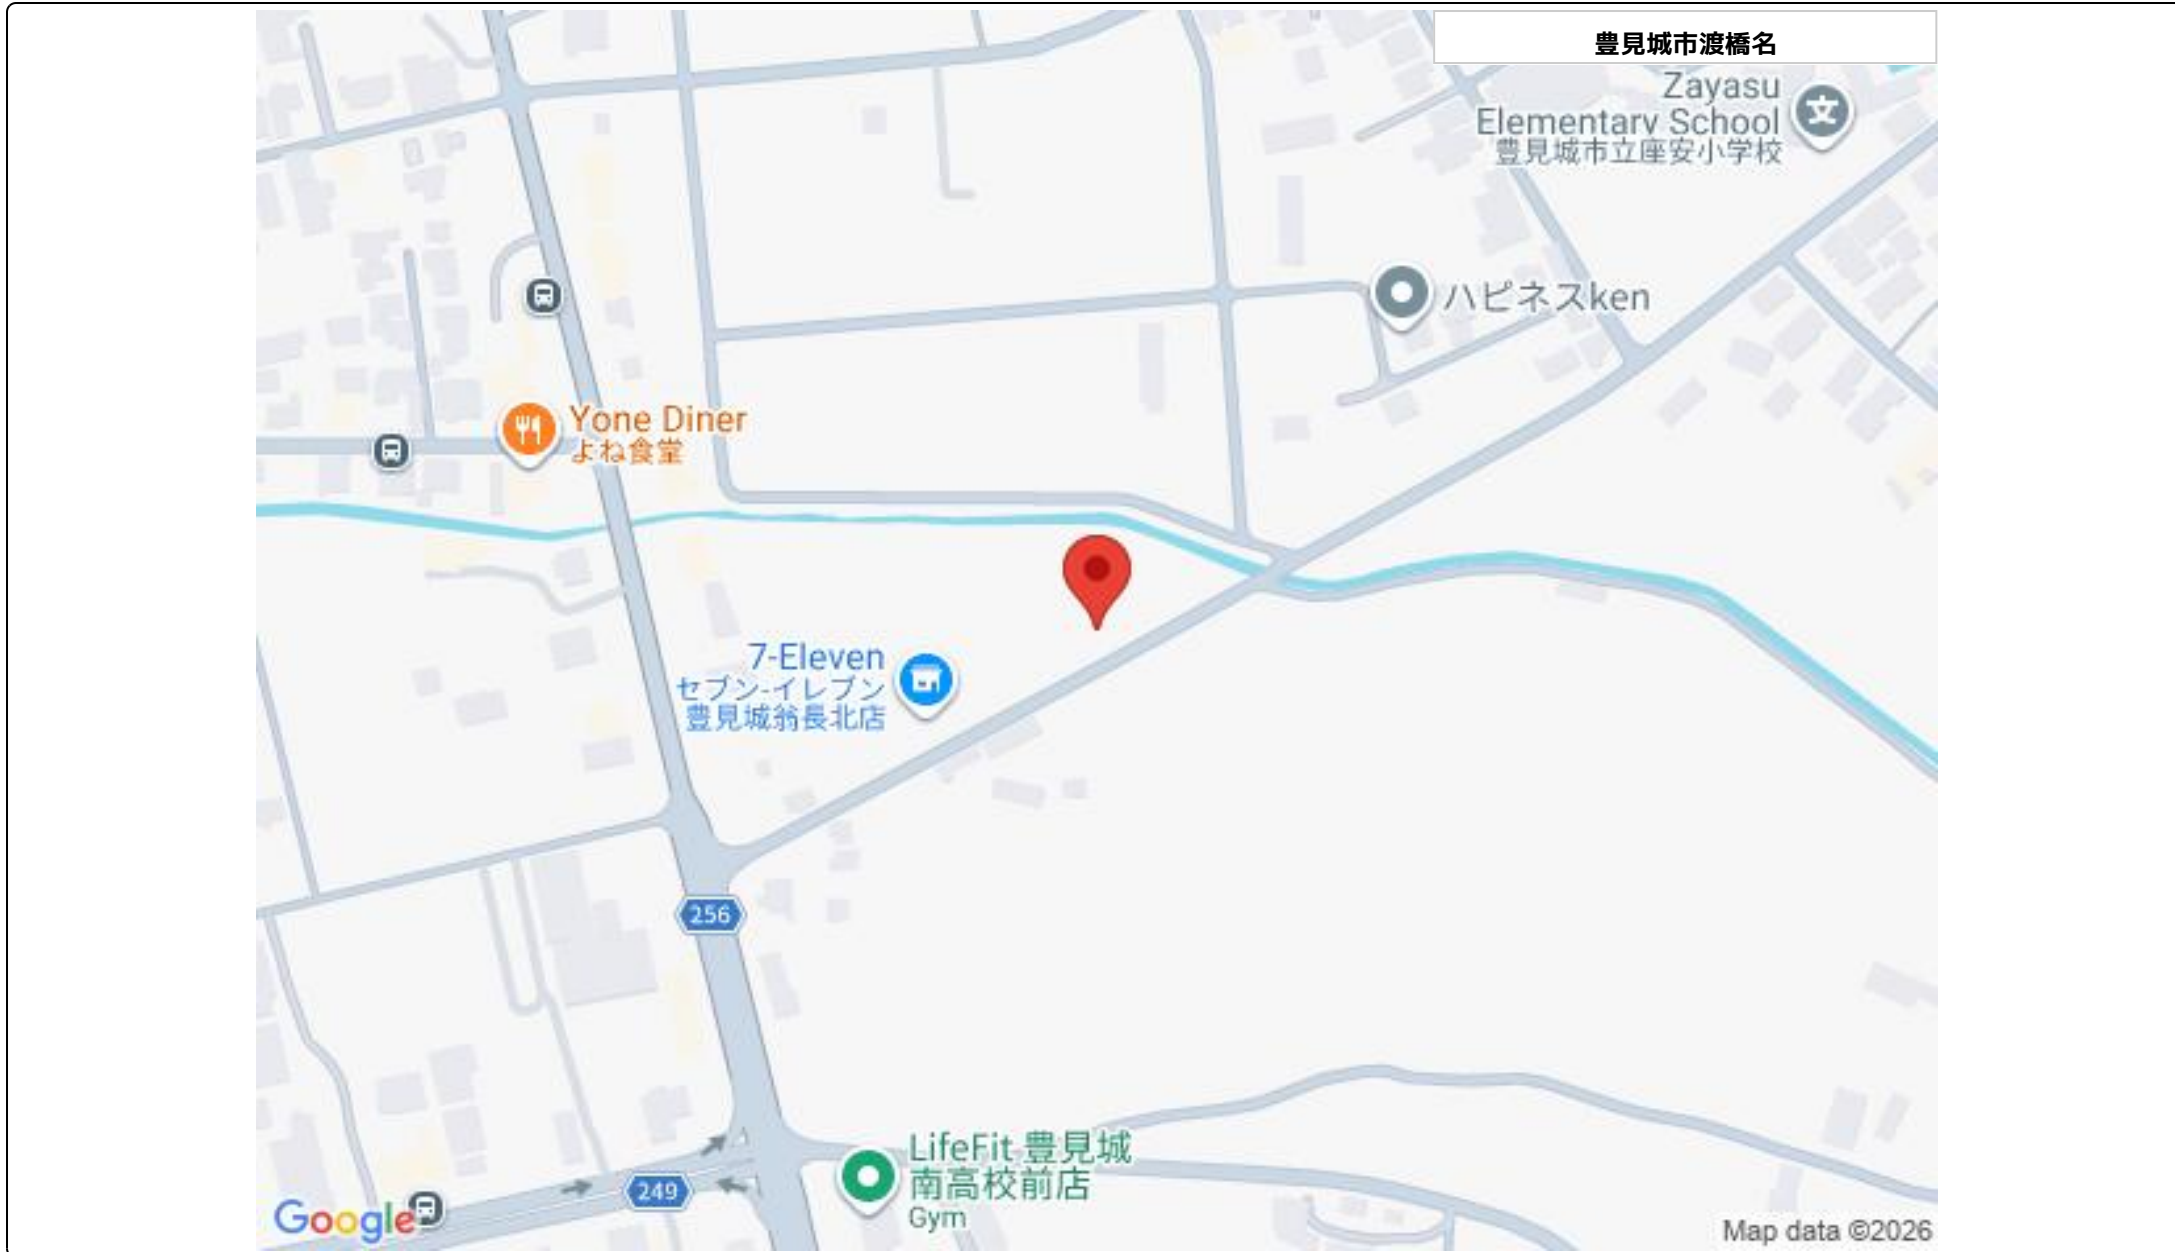 豊見城市渡橋名
Zayasu
Elementary School
豊見城市立座安小学校
ハピネスken
Yone Diner
よね食堂
7-Eleven
セブン-イレブン
豊見城翁長北店
256
LifeFit 豊見城
南高校前店
Gym
249
Google
Map data ©2026